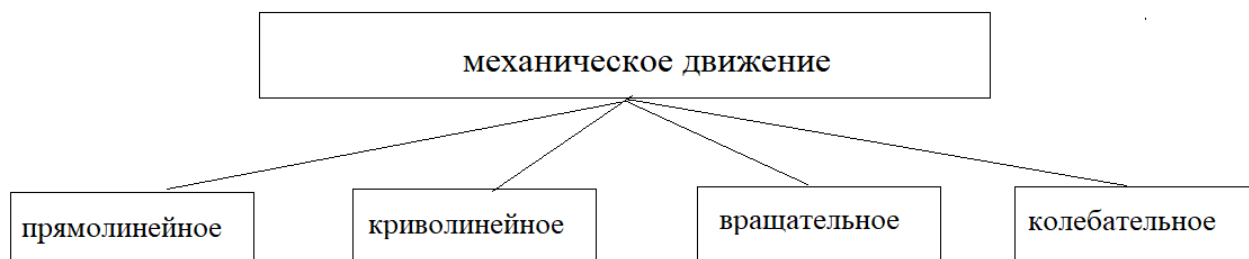 механическое движение
прямолинейное
криволинейное
вращательное
колебательное